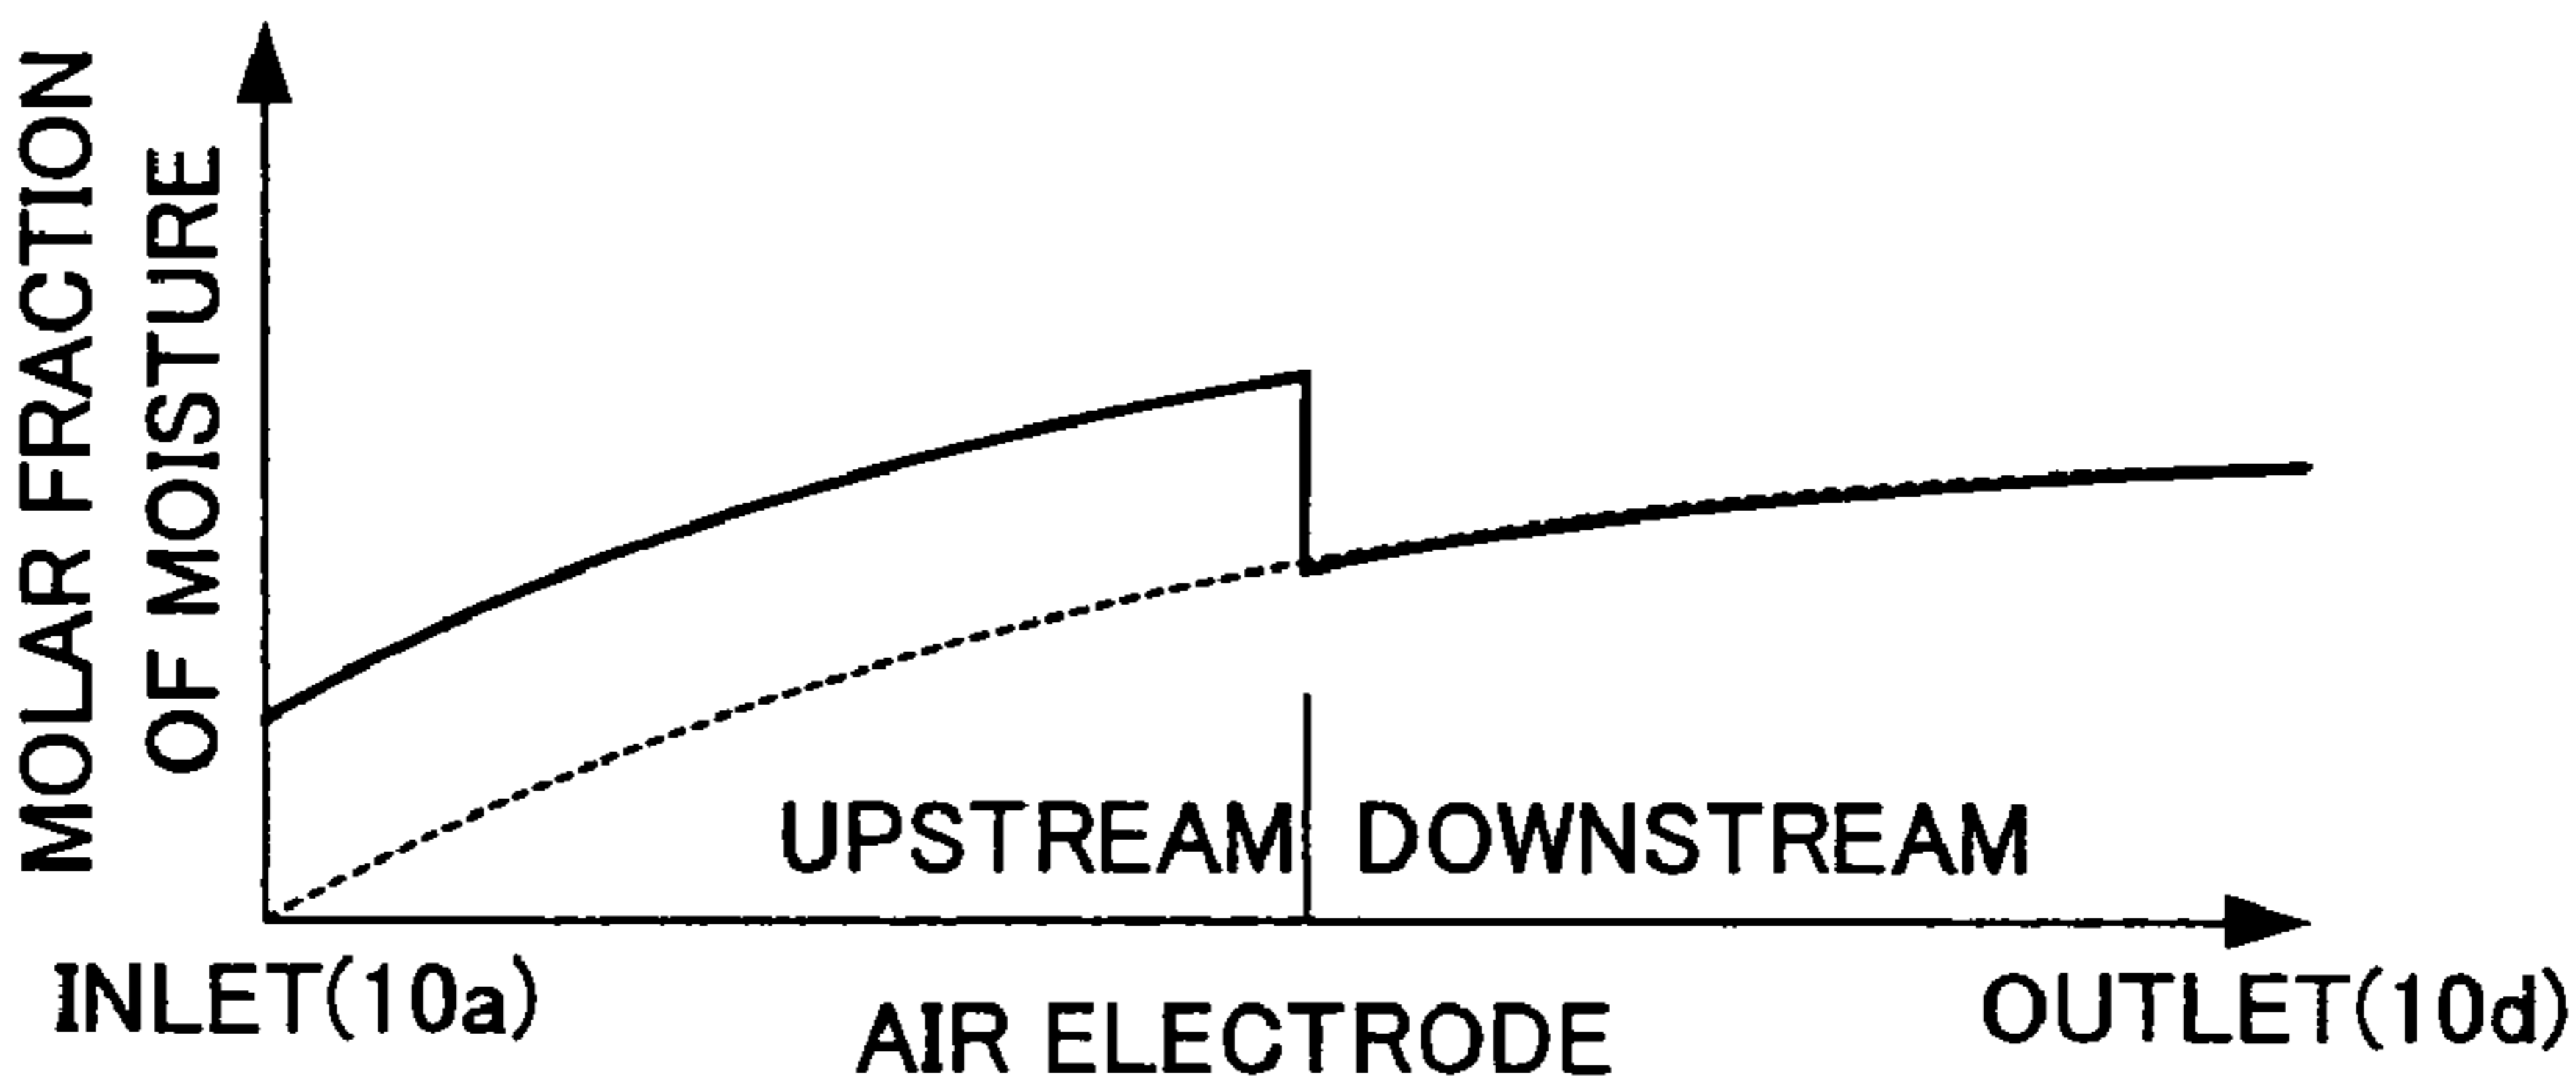 MOLAR FRACTION
OF MOISTURE
UPSTREAM DOWNSTREAM
INLET(10a)
AIR ELECTRODE
OUTLET(10d)